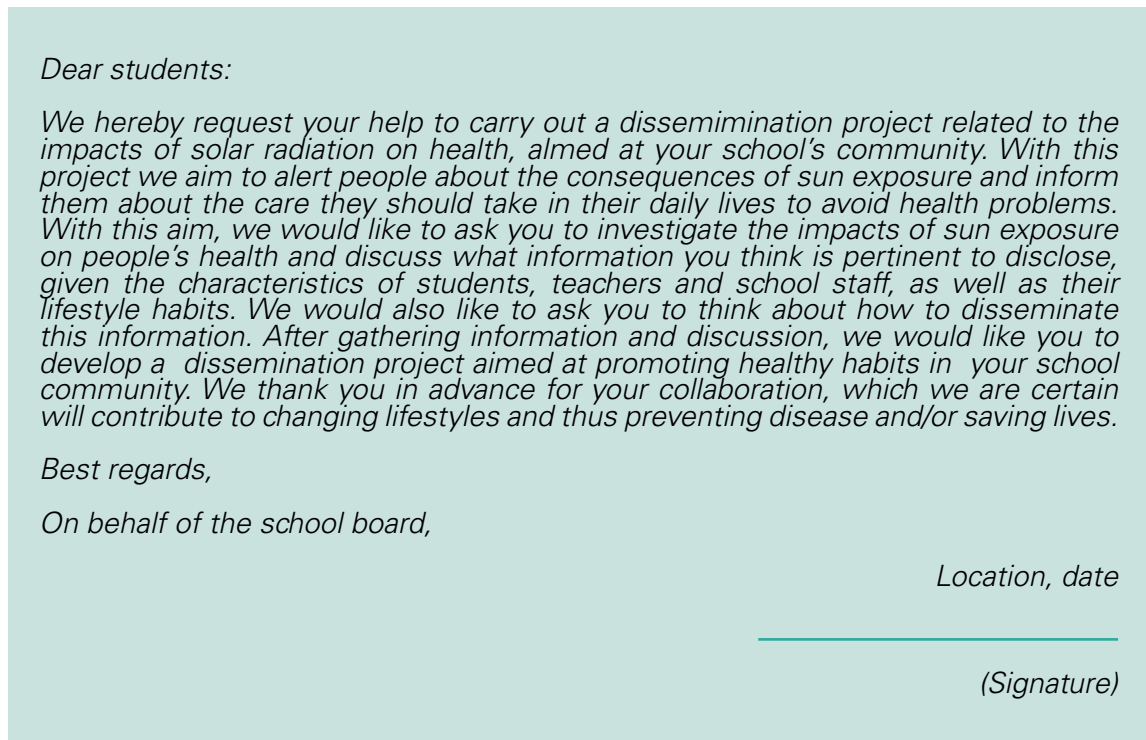 Dear students:
We hereby request your help to carry out a dissemimination project related to the
impacts of solar radiation on health, almed at your school's community. With this
project we aim to alert people about the consequences of sun exposure and inform
them about the care they should take in their daily lives to avoid health problems.
With this aim, we would like to ask you to investigate the impacts of sun exposure
on people's health and discuss what information you think is pertinent to disclose,
given the characteristics of students, teachers and school staff, as well as their
lifestyle habits. We would also like to ask you to think about how to disseminate
this information. After gathering information and discussion, we would like you to
develop a dissemination project aimed at promoting healthy habits in your school
community. We thank you in advance for your collaboration, which we are certain
will contribute to changing lifestyles and thus preventing disease and/or saving lives.
Best regards,
On behalf of the school board,
Location, date
(Signature)